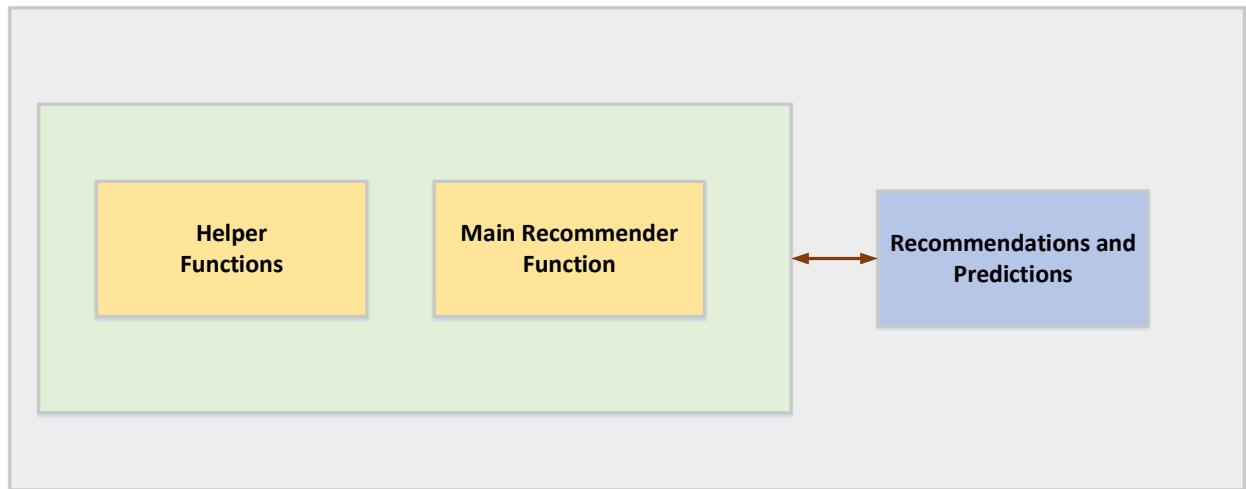 Helper
Functions
Main Recommender
Function
Recommendations and
Predictions